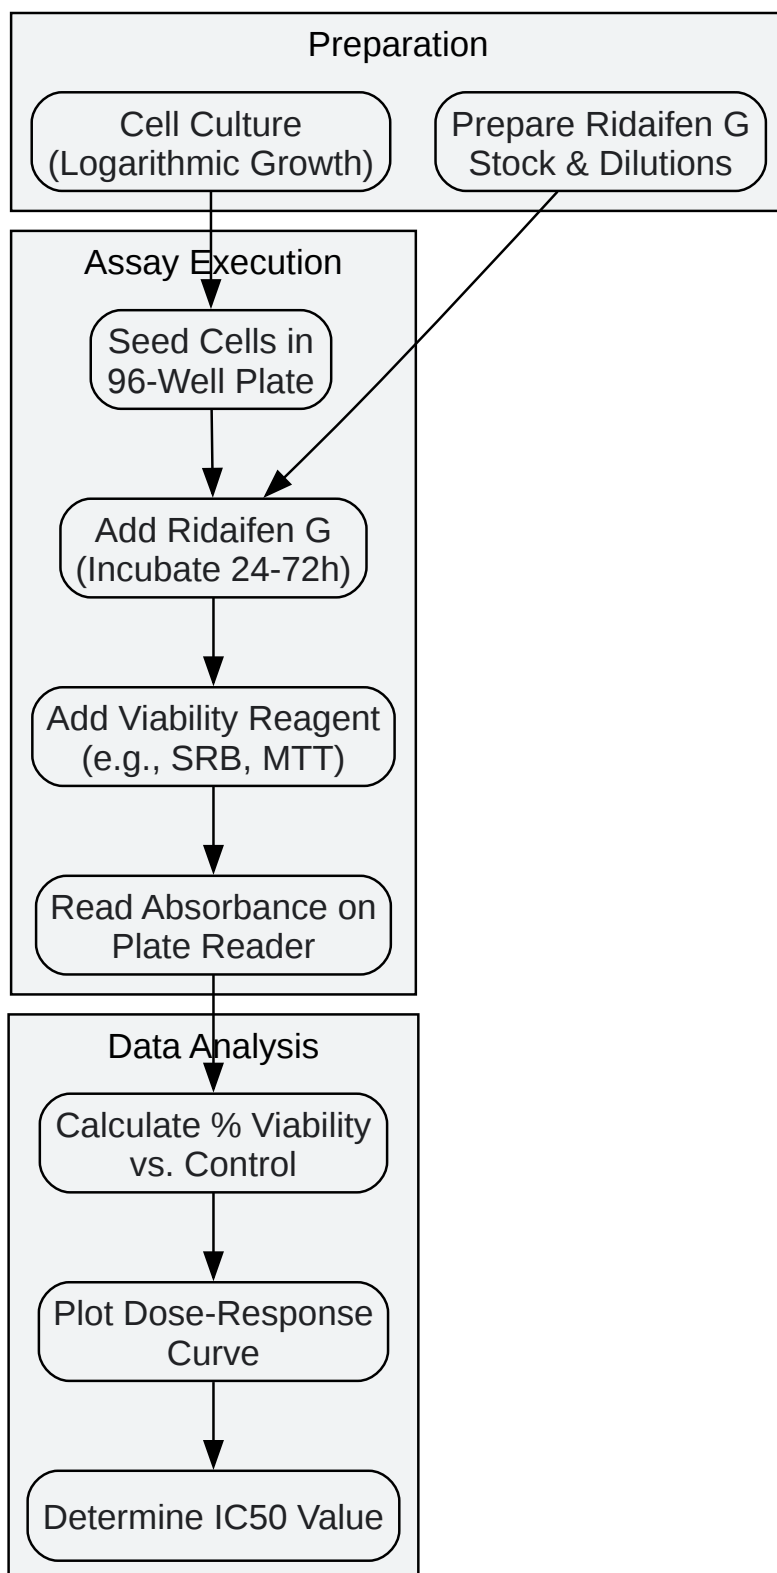 Preparation
Cell Culture
(Logarithmic Growth)
Prepare Ridaifen G
Stock & Dilutions
Assay Execution
Seed Cells in
96-Well Plate
Add Ridaifen G
(Incubate 24-72h)
Add Viability Reagent
(e.g., SRB, MTT)
Read Absorbance on
Plate Reader
Data Analysis
Calculate % Viability
vs. Control
Plot Dose-Response
Curve
Determine IC50 Value